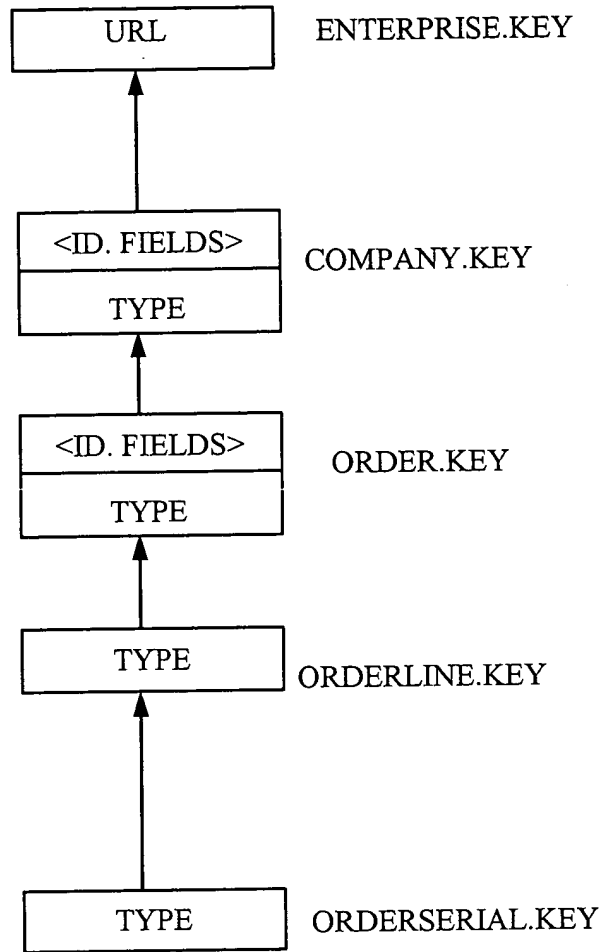 URL ENTERPRISE.KEY
<ID. FIELDS> COMPANY.KEY
TYPE
<ID. FIELDS> ORDER.KEY
TYPE
TYPE ORDERLINE.KEY
TYPE ORDERSERIAL.KEY